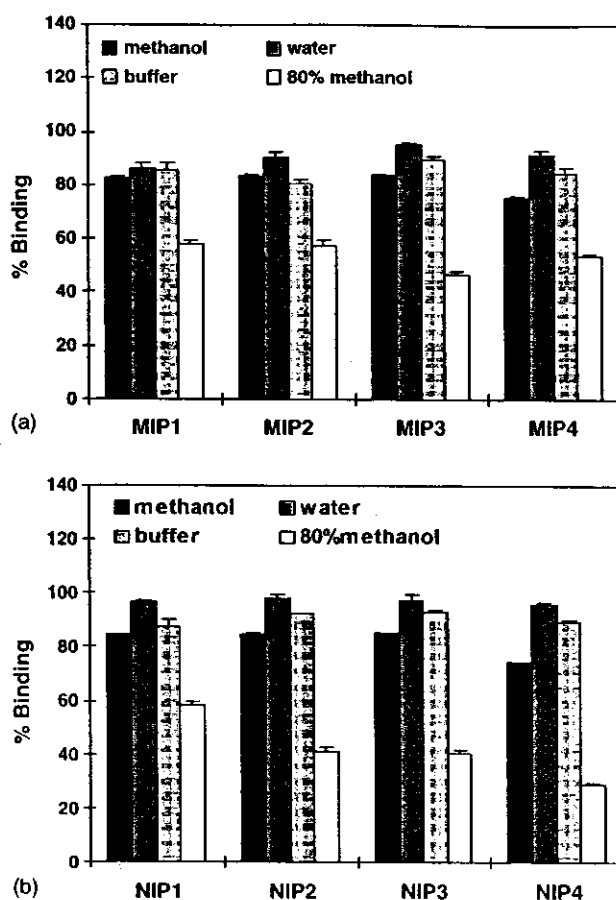 140
methanol water
120
buffer 80% methanol
100
80
60
40
20
0
% Binding
(a)
MIP1 MIP2 MIP3 MIP4
140
methanol water
120
buffer 80%methanol
100
80
60
40
20
0
% Binding
(b)
NIP1 NIP2 NIP3 NIP4